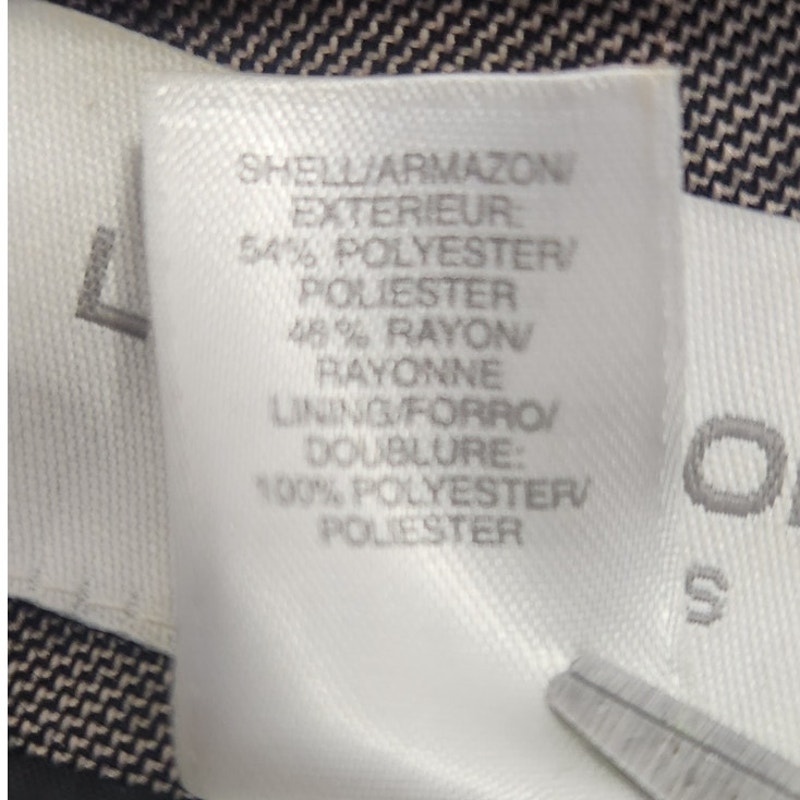 SHELL/ARMAZON/
EXTERIEUR:
54% POLYESTER/
POLIESTER
46% RAYON/
RAYONNE
LINING/FORRO/
DOUBLURE:
100% POLYESTER/
POLIESTER
L
O
S